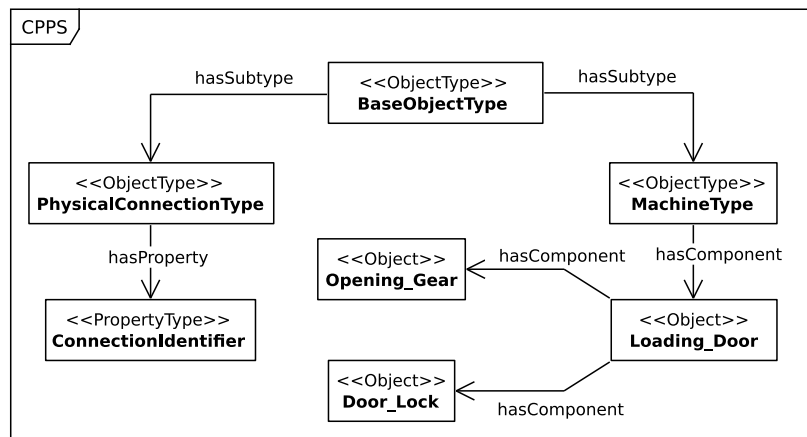 CPPS
hasSubtype
<<ObjectType>>
BaseObjectType
hasSubtype
<<ObjectType>>
PhysicalConnectionType
<<ObjectType>>
MachineType
hasProperty
<<Object>>
Opening_Gear
hasComponent
hasComponent
<<PropertyType>>
ConnectionIdentifier
<<Object>>
Loading_Door
<<Object>>
Door_Lock
hasComponent